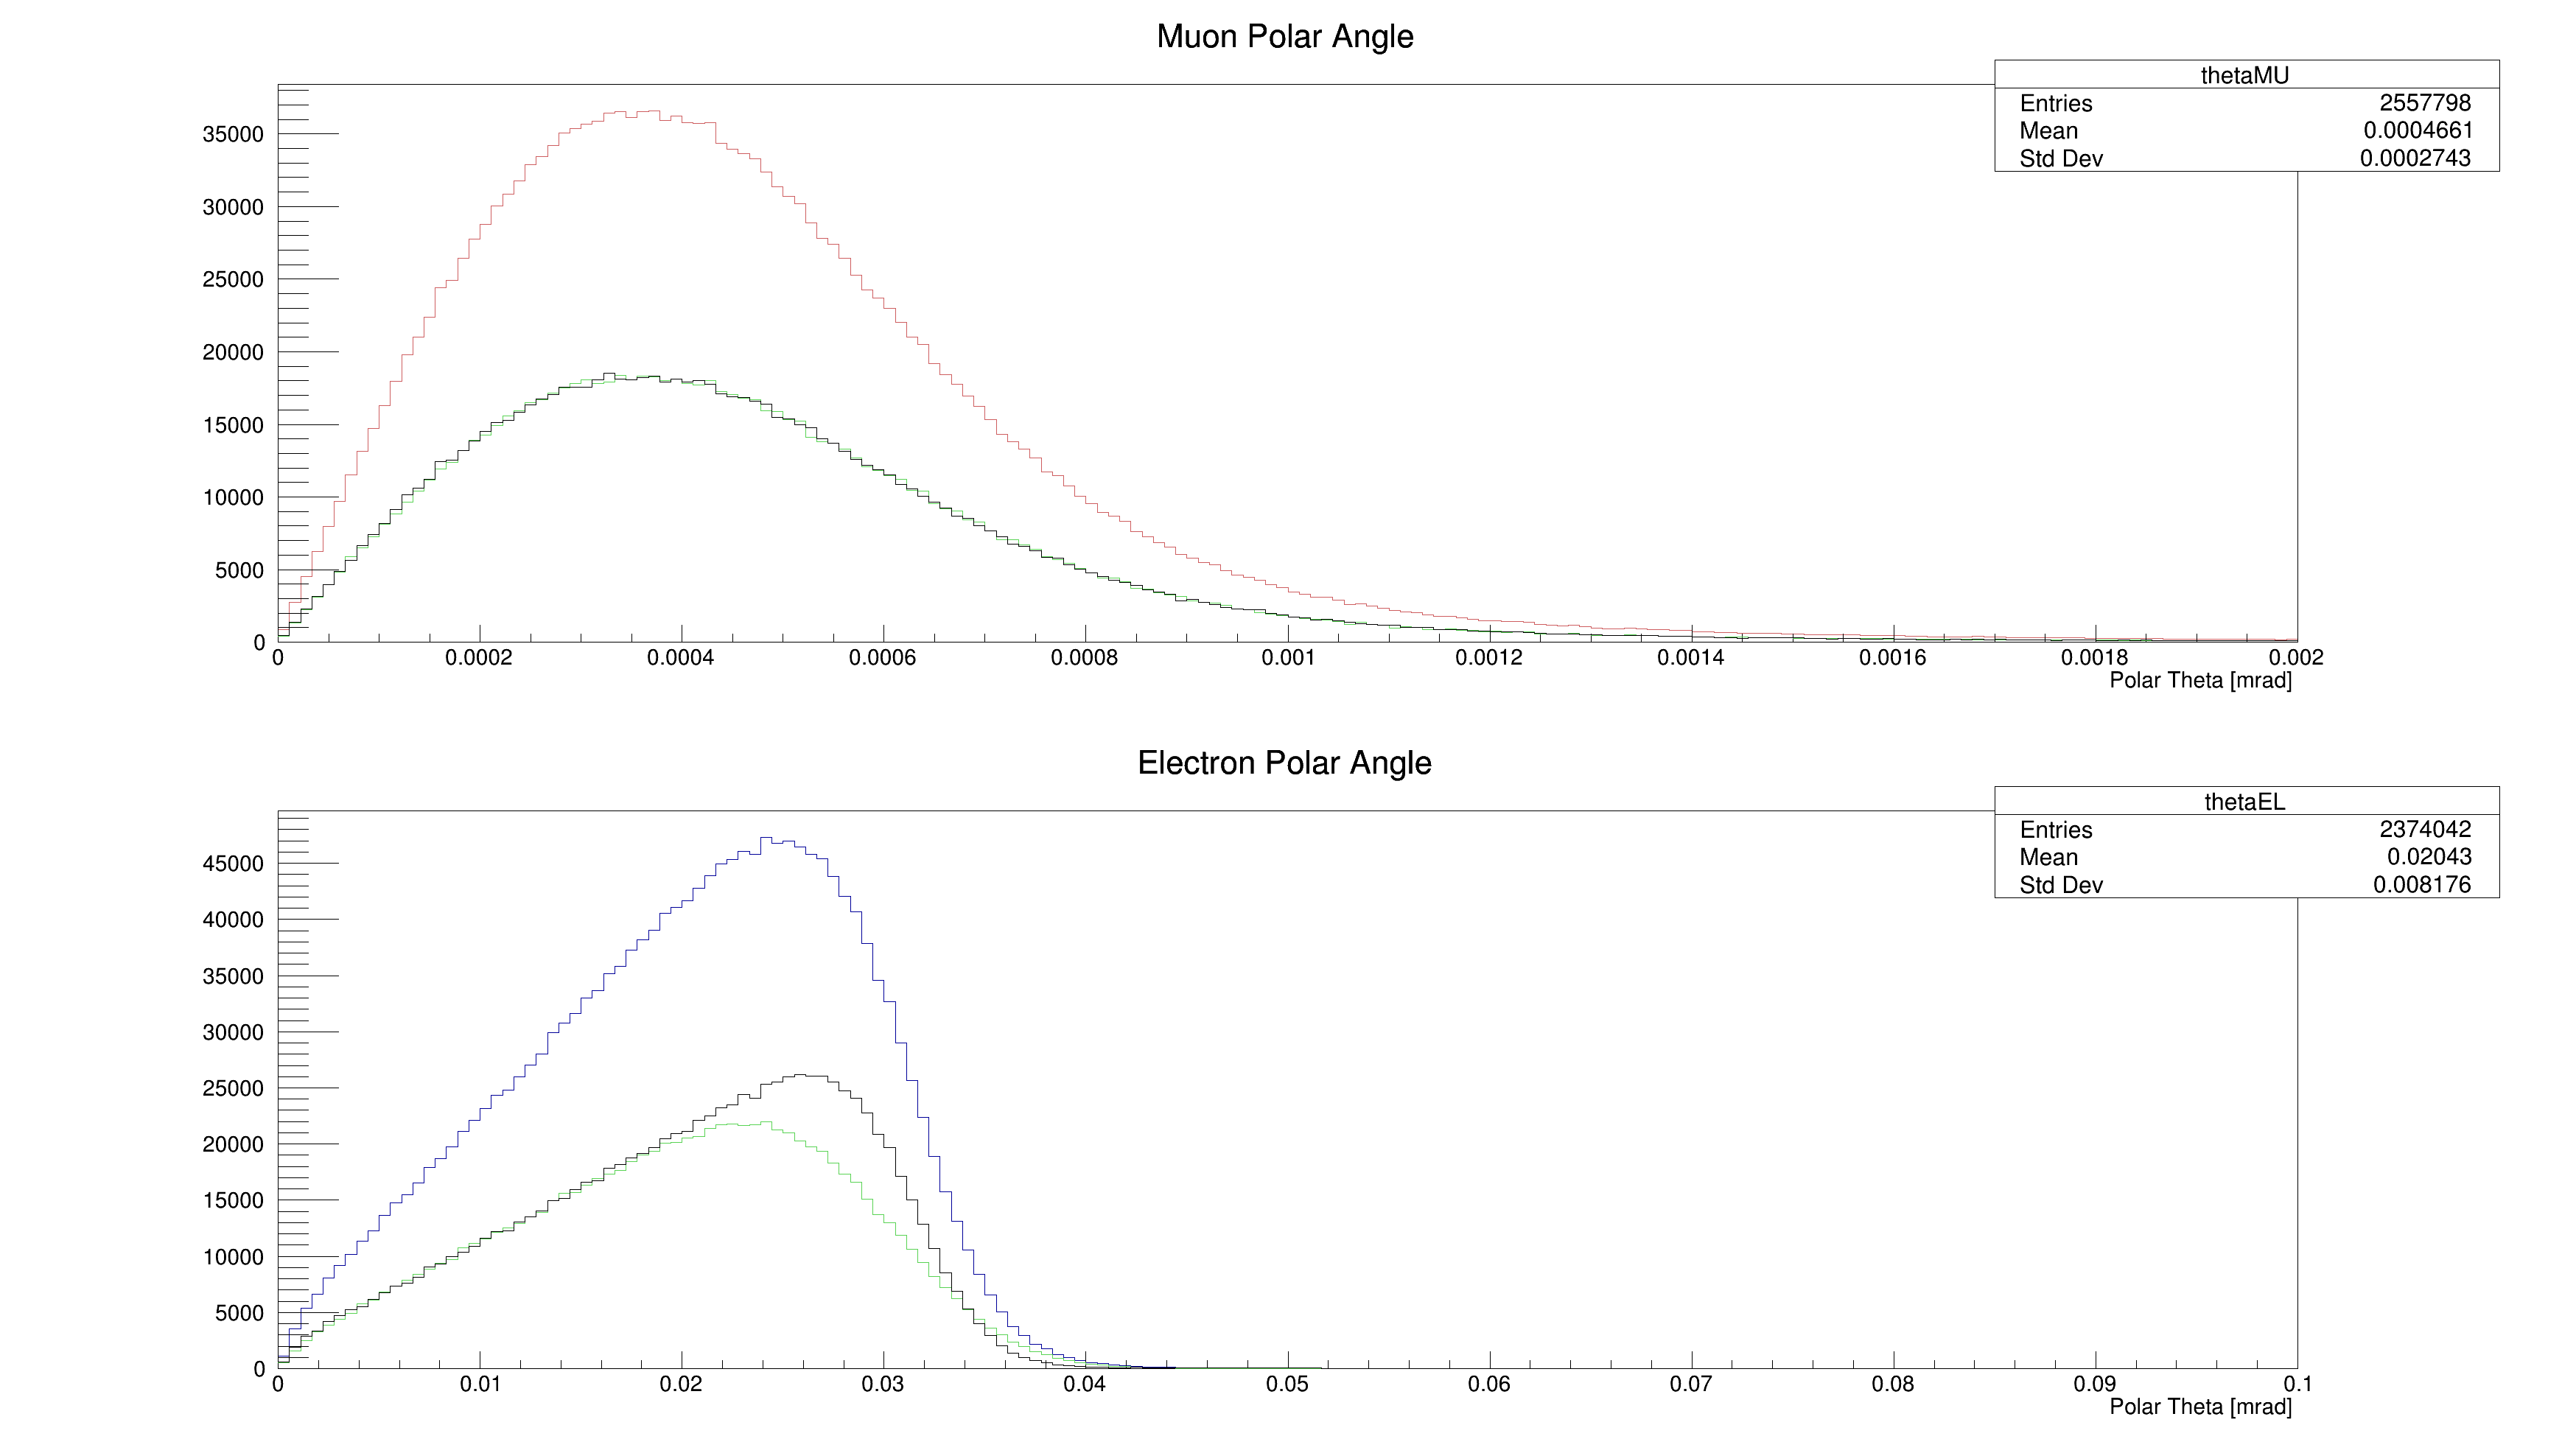 Muon Polar Angle
thetaMU
Entries 2557798
Mean 0.0004661
Std Dev 0.0002743
35000
30000
25000
20000
15000
10000
5000
0
0 0.0002 0.0004 0.0006 0.0008 0.001 0.0012 0.0014 0.0016 0.0018 0.002
Polar Theta [mrad]
Electron Polar Angle
thetaEL
Entries 2374042
Mean 0.02043
Std Dev 0.008176
45000
40000
35000
30000
25000
20000
15000
10000
5000
0
0 0.01 0.02 0.03 0.04 0.05 0.06 0.07 0.08 0.09 0.1
Polar Theta [mrad]